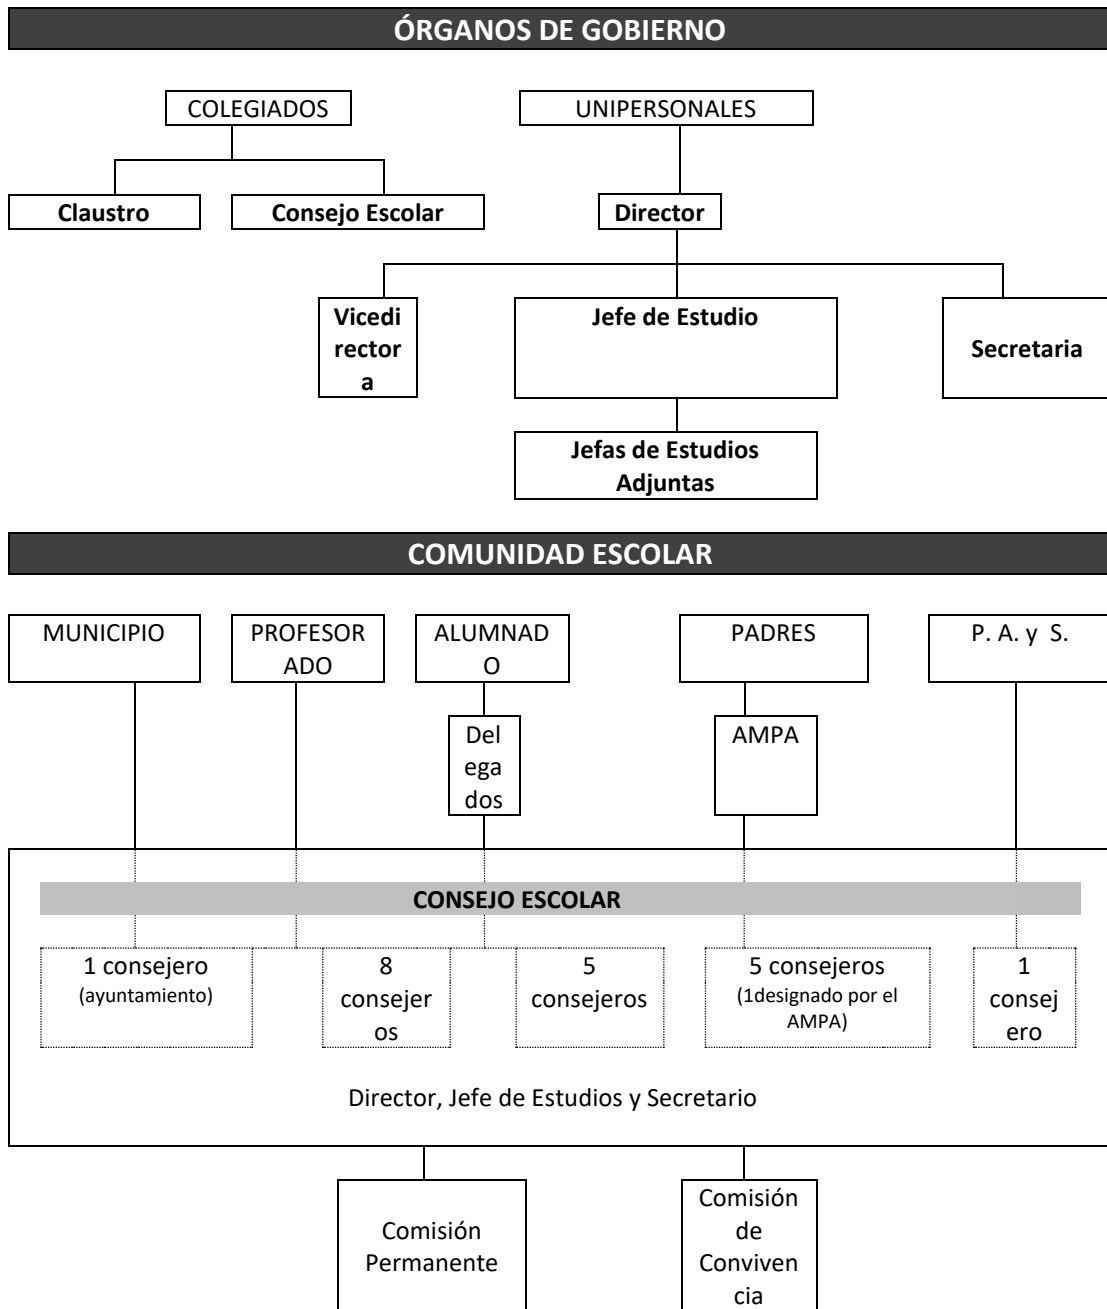 ÓRGANOS DE GOBIERNO
COLEGIADOS
UNIPERSONALES
Claustro
Consejo Escolar
Director
Vicedi
rector
a
Jefe de Estudio
Secretaria
Jefas de Estudios
Adjuntas
COMUNIDAD ESCOLAR
MUNICIPIO
PROFESOR
ADO
ALUMNAD
O
PADRES
P. A. y S.
Del
ega
dos
AMPA
CONSEJO ESCOLAR
1 consejero
(ayuntamiento)
8
consejer
os
5
consejeros
5 consejeros
(1designado por el
AMPA)
1
consej
ero
Director, Jefe de Estudios y Secretario
Comisión
Permanente
Comisión
de
Conviven
cia